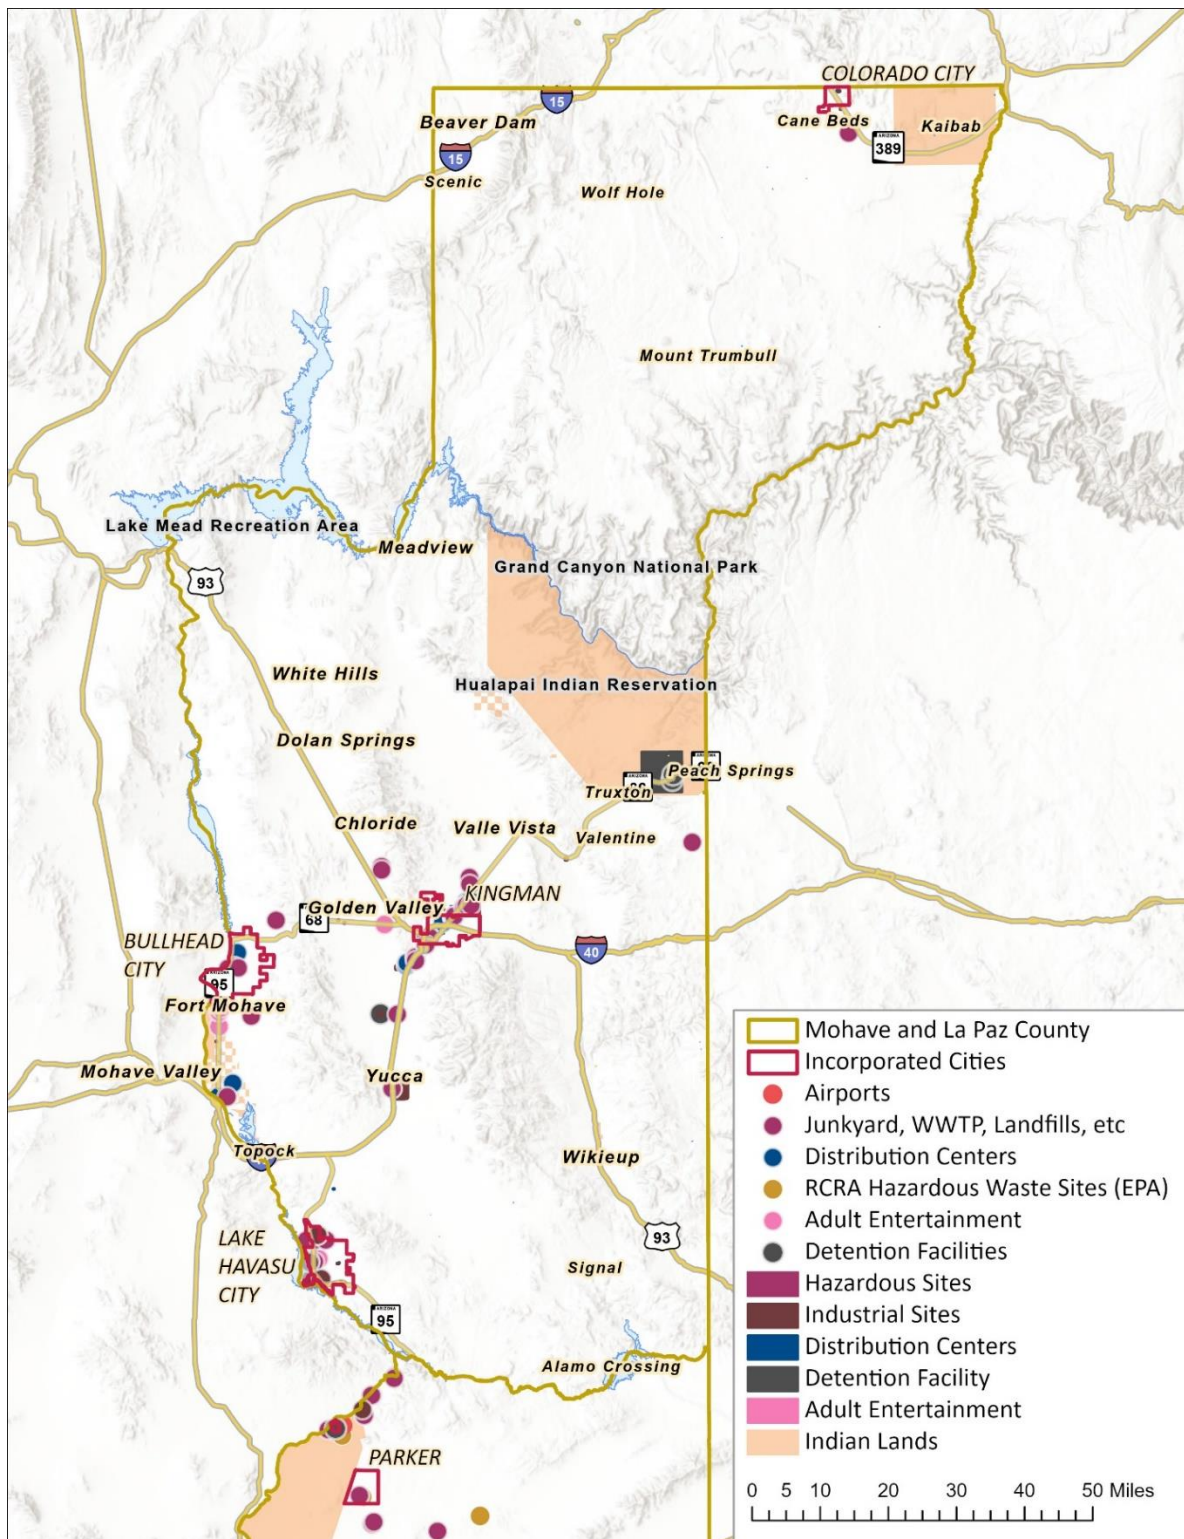 COLORADO CITY
15
Beaver Dam
Cane Beds
Kaibab
ARIZONA
389
15
Scenic
Wolf Hole
Mount Trumbull
Lake Mead Recreation Area
Meadview
Grand Canyon National Park
93
White Hills
Hualapai Indian Reservation
Dolan Springs
Peach Springs
Truxton
Chloride
Valle Vista
Valentine
KINGMAN
Golden Valley
68
BULLHEAD
CITY
40
ARIZONA
95
Fort Mohave
Mohave Valley
Yucca
Topock
Wikieup
LAKE
HAVASU
CITY
93
Signal
ARIZONA
95
Alamo Crossing
PARKER
Mohave and La Paz County
Incorporated Cities
Airports
Junkyard, WWTP, Landfills, etc
Distribution Centers
RCRA Hazardous Waste Sites (EPA)
Adult Entertainment
Detention Facilities
Hazardous Sites
Industrial Sites
Distribution Centers
Detention Facility
Adult Entertainment
Indian Lands
0 5 10 20 30 40 50 Miles